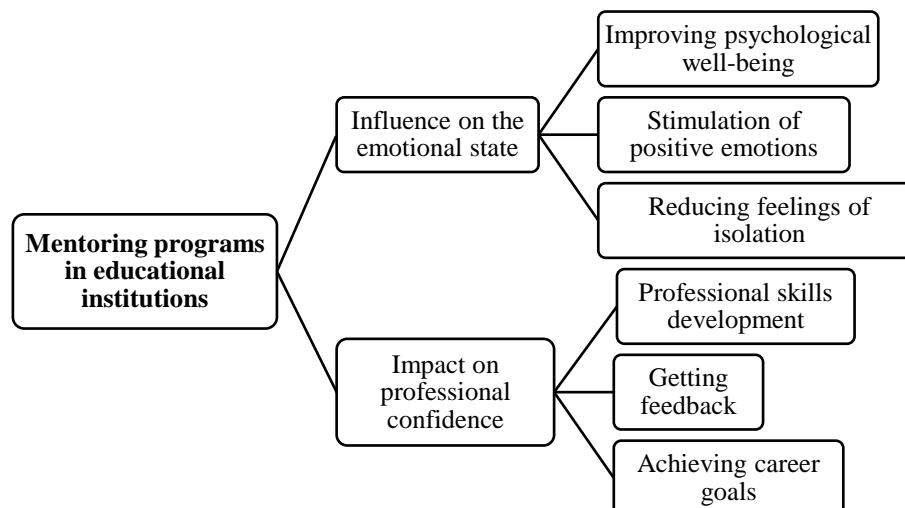 Improving psychological
well-being
Influence on the
emotional state
Stimulation of
positive emotions
Reducing feelings of
isolation
Mentoring programs
in educational
institutions
Professional skills
development
Impact on
professional
confidence
Getting
feedback
Achieving career
goals